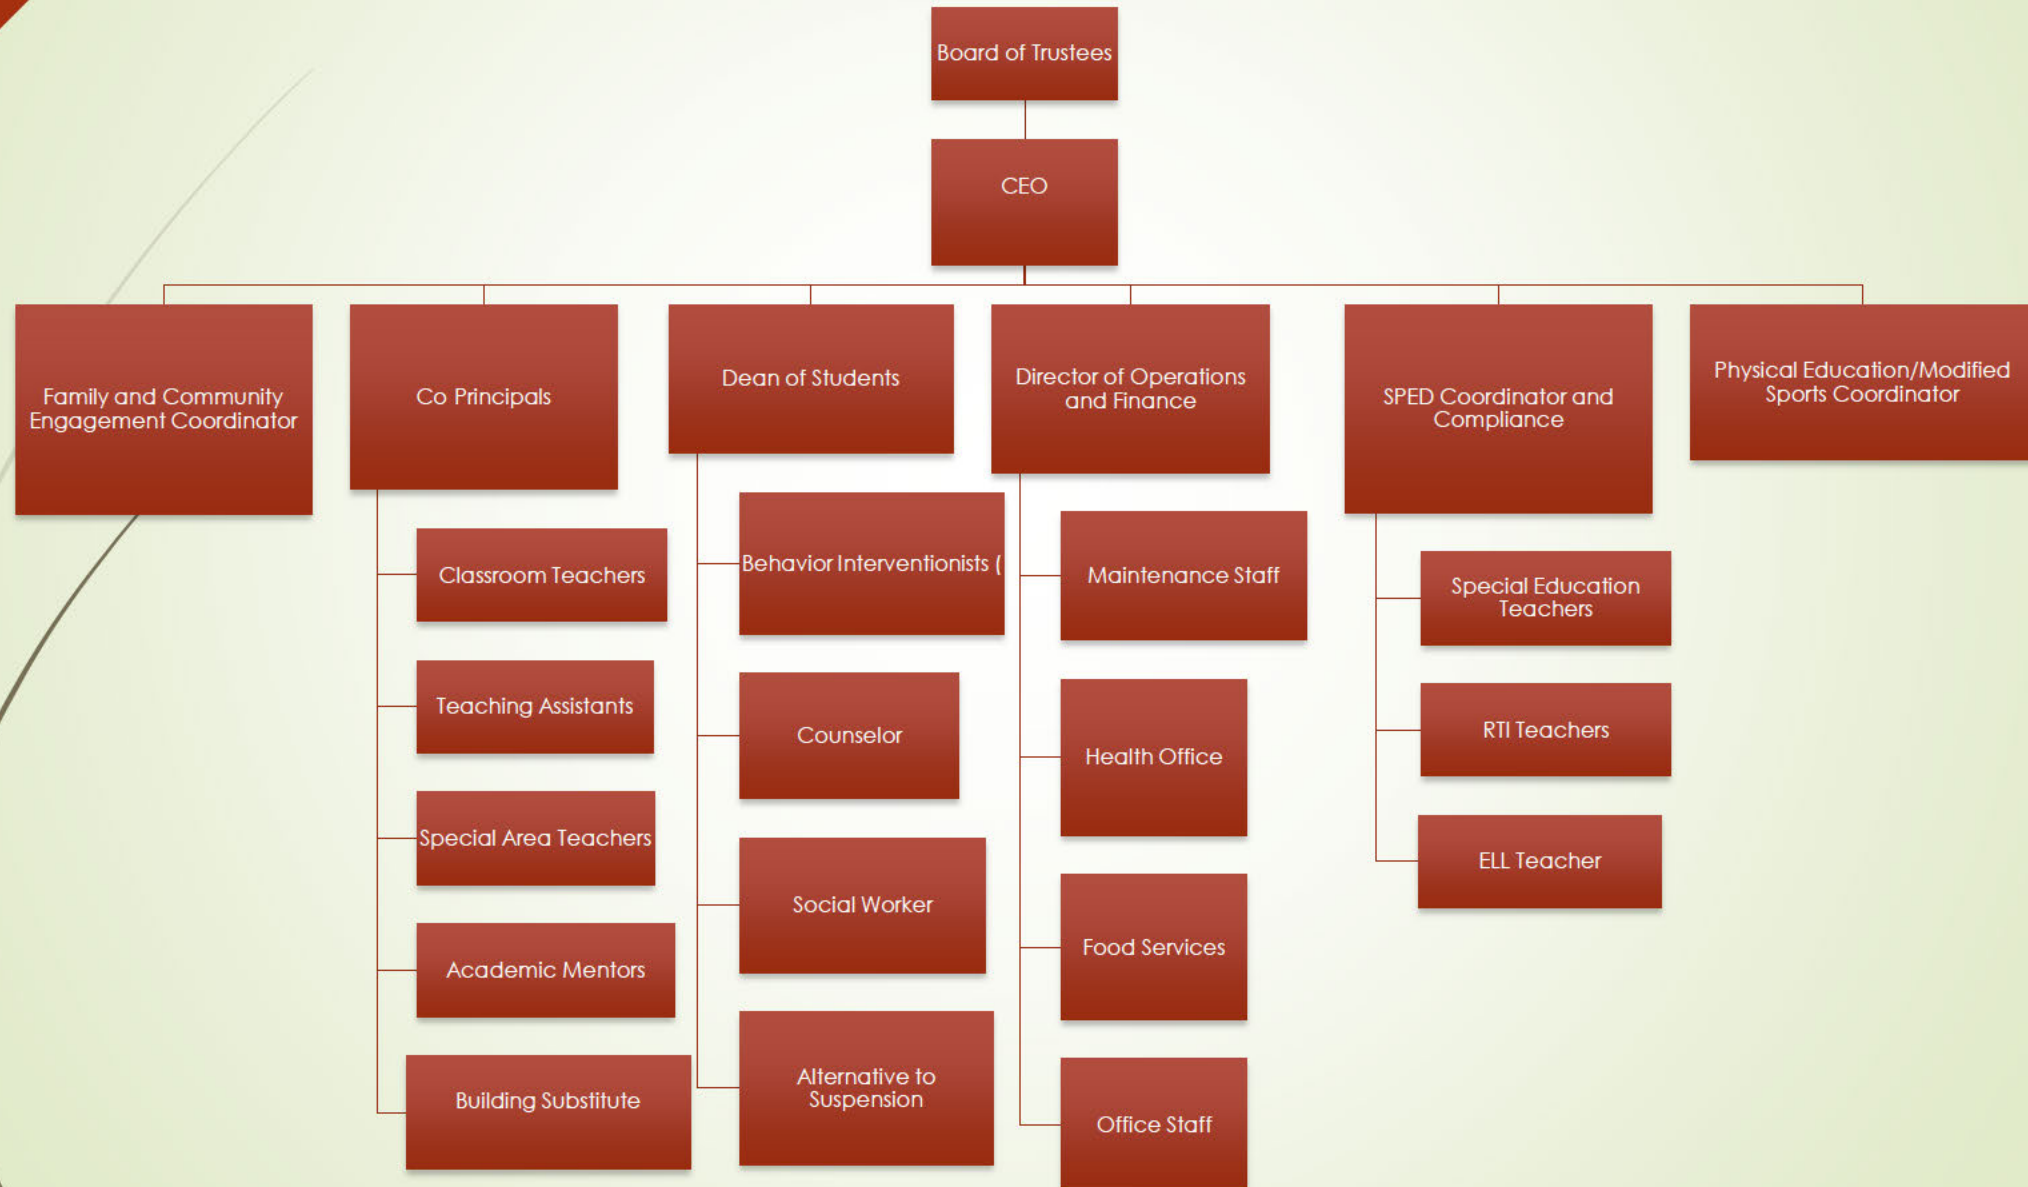 Board of Trustees
CEO
Family and Community
Engagement Coordinator
Co Principals
Classroom Teachers
Teaching Assistants
Special Area Teachers
Academic Mentors
Building Substitute
Dean of Students
Behavior Interventionists (
Counselor
Social Worker
Alternative to
Suspension
Director of Operations
and Finance
Maintenance Staff
Health Office
Food Services
Office Staff
SPED Coordinator and
Compliance
Special Education
Teachers
RTI Teachers
ELL Teacher
Physical Education/Modified
Sports Coordinator